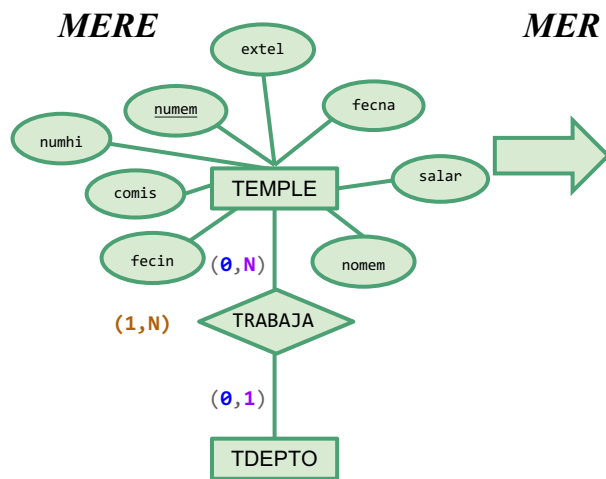 MERE
MER
extel
numem
fecna
numhi
TEMPLE
salar
comis
fecin
(0,N)
nomem
(1,N)
TRABAJA
(0,1)
TDEPTO